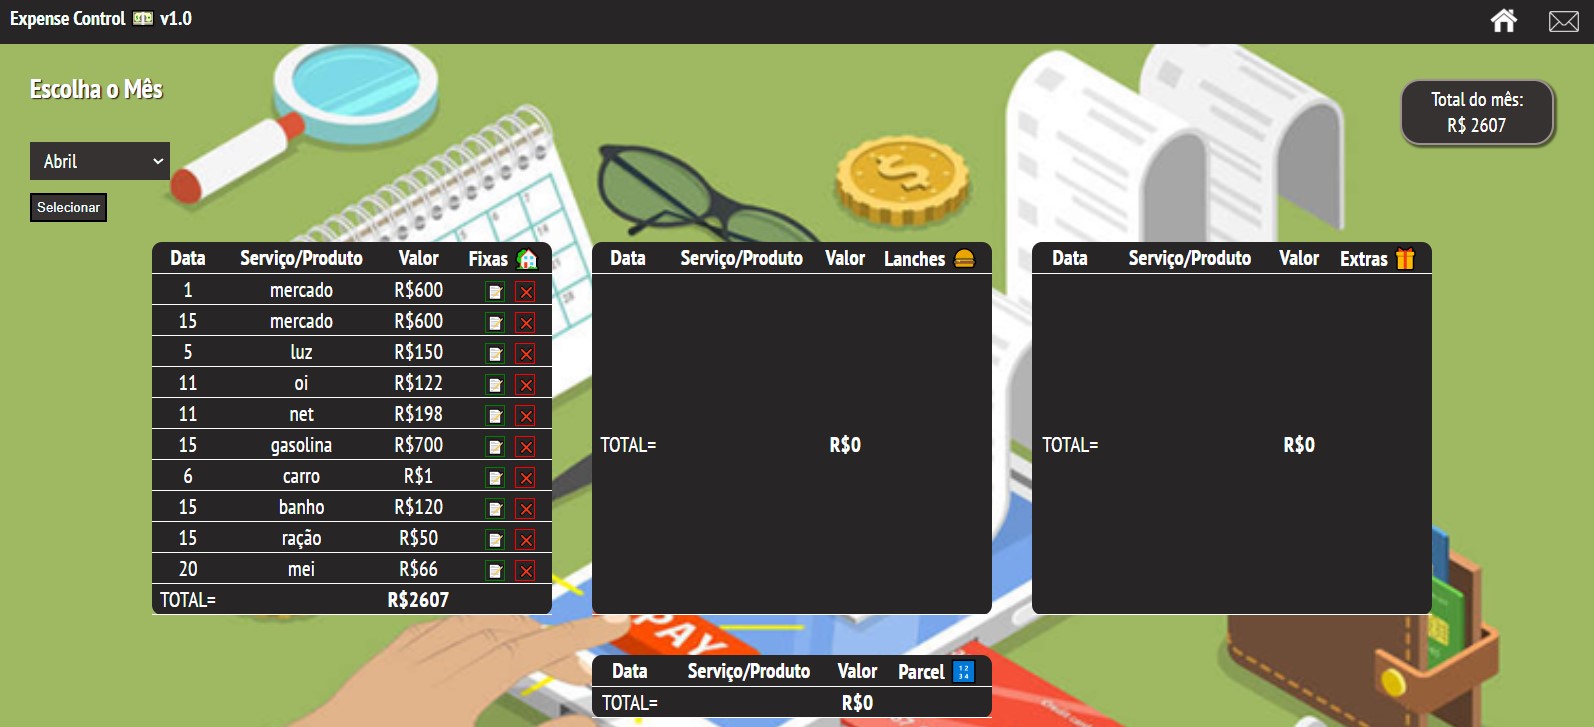 Expense Control 💵 v1.0
Escolha o Mês
Total do mês:
R$ 2607
Abril
Selecionar
Data Serviço/Produto Valor Fixas 🏡
1 mercado R$600
15 mercado R$600
5 luz R$150
11 oi R$122
11 net R$198
15 gasolina R$700
6 carro R$1
15 banho R$120
15 ração R$50
20 mei R$66
TOTAL= R$2607
Data Serviço/Produto Valor Lanches 🍔
TOTAL= R$0
Data Serviço/Produto Valor Extras 🎁
TOTAL= R$0
Data Serviço/Produto Valor Parcel 🔢
TOTAL= R$0
PAY